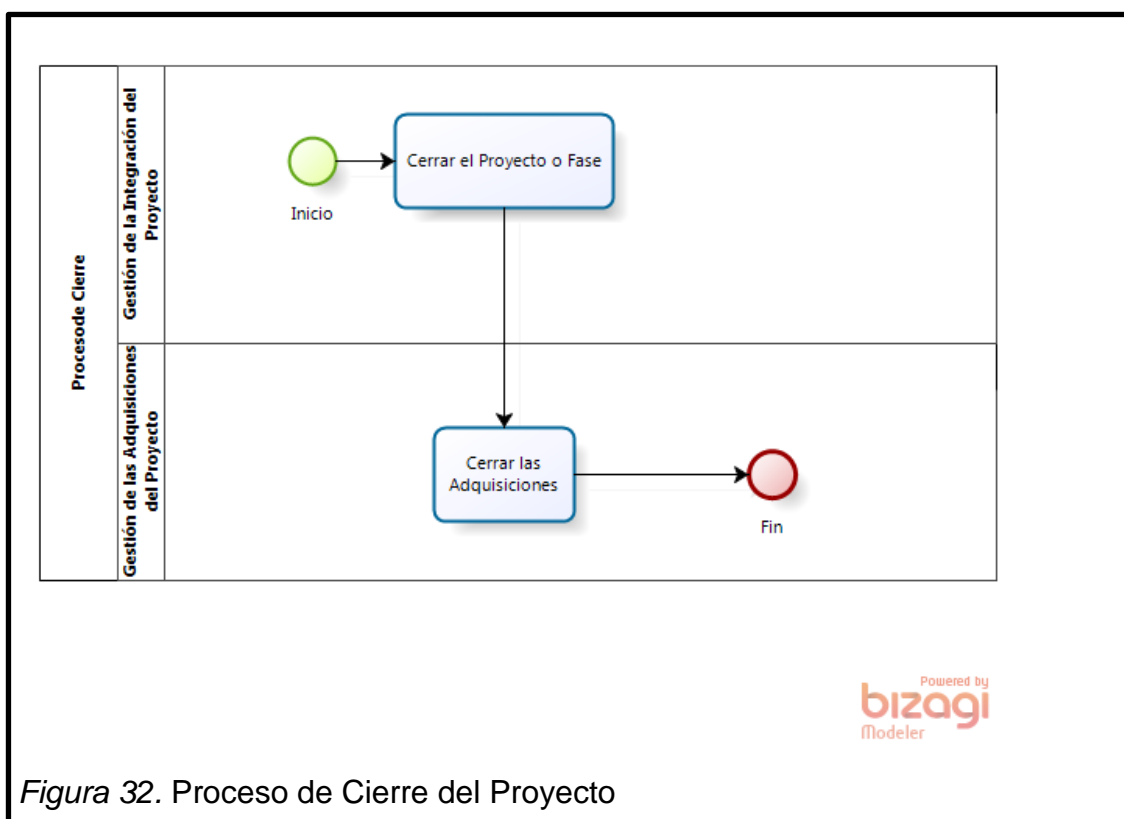 Procesode Cierre
Gestión de la Integración del
Proyecto
Inicio
Cerrar el Proyecto o Fase
Gestión de las Adquisiciones
del Proyecto
Cerrar las
Adquisiciones
Fin
Powered by
bizagi
Modeler
Figura 32. Proceso de Cierre del Proyecto